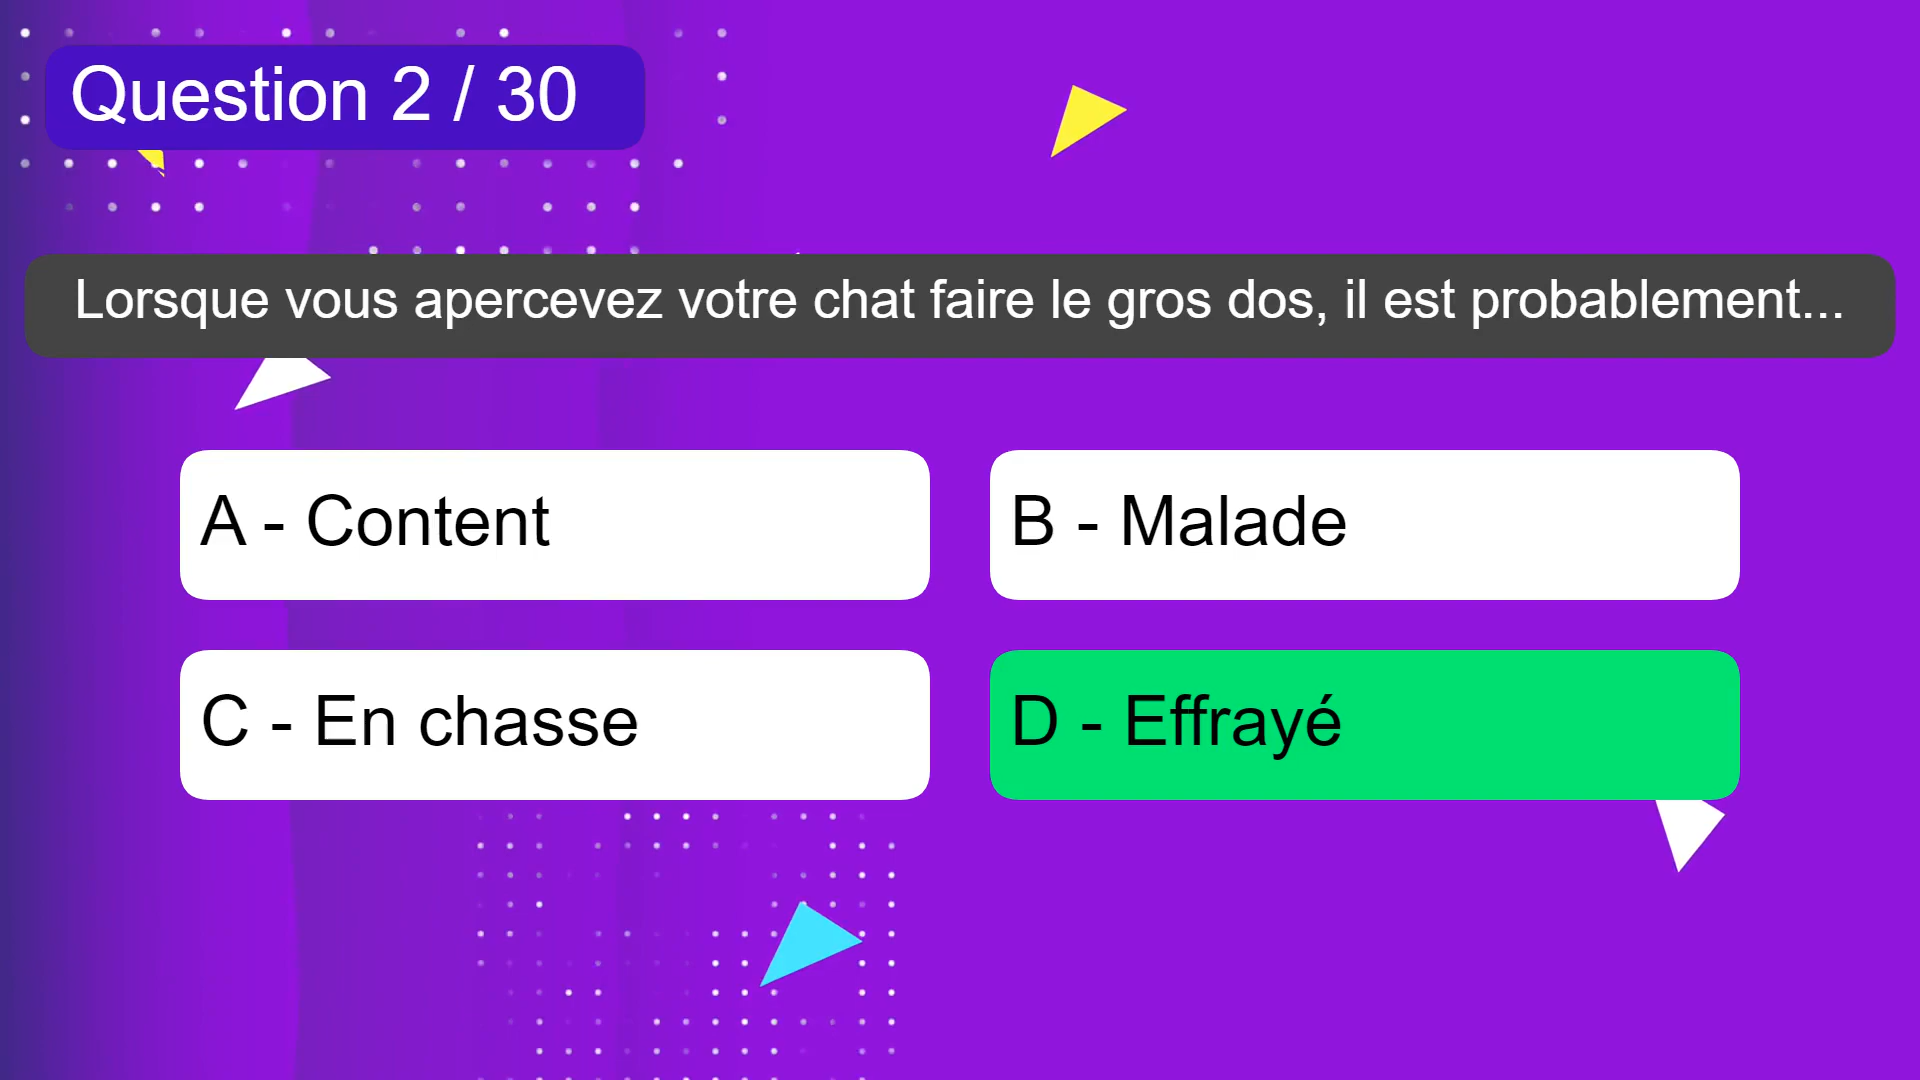 Question 2 / 30
Lorsque vous apercevez votre chat faire le gros dos, il est probablement...
A - Content
B - Malade
C - En chasse
D - Effrayé